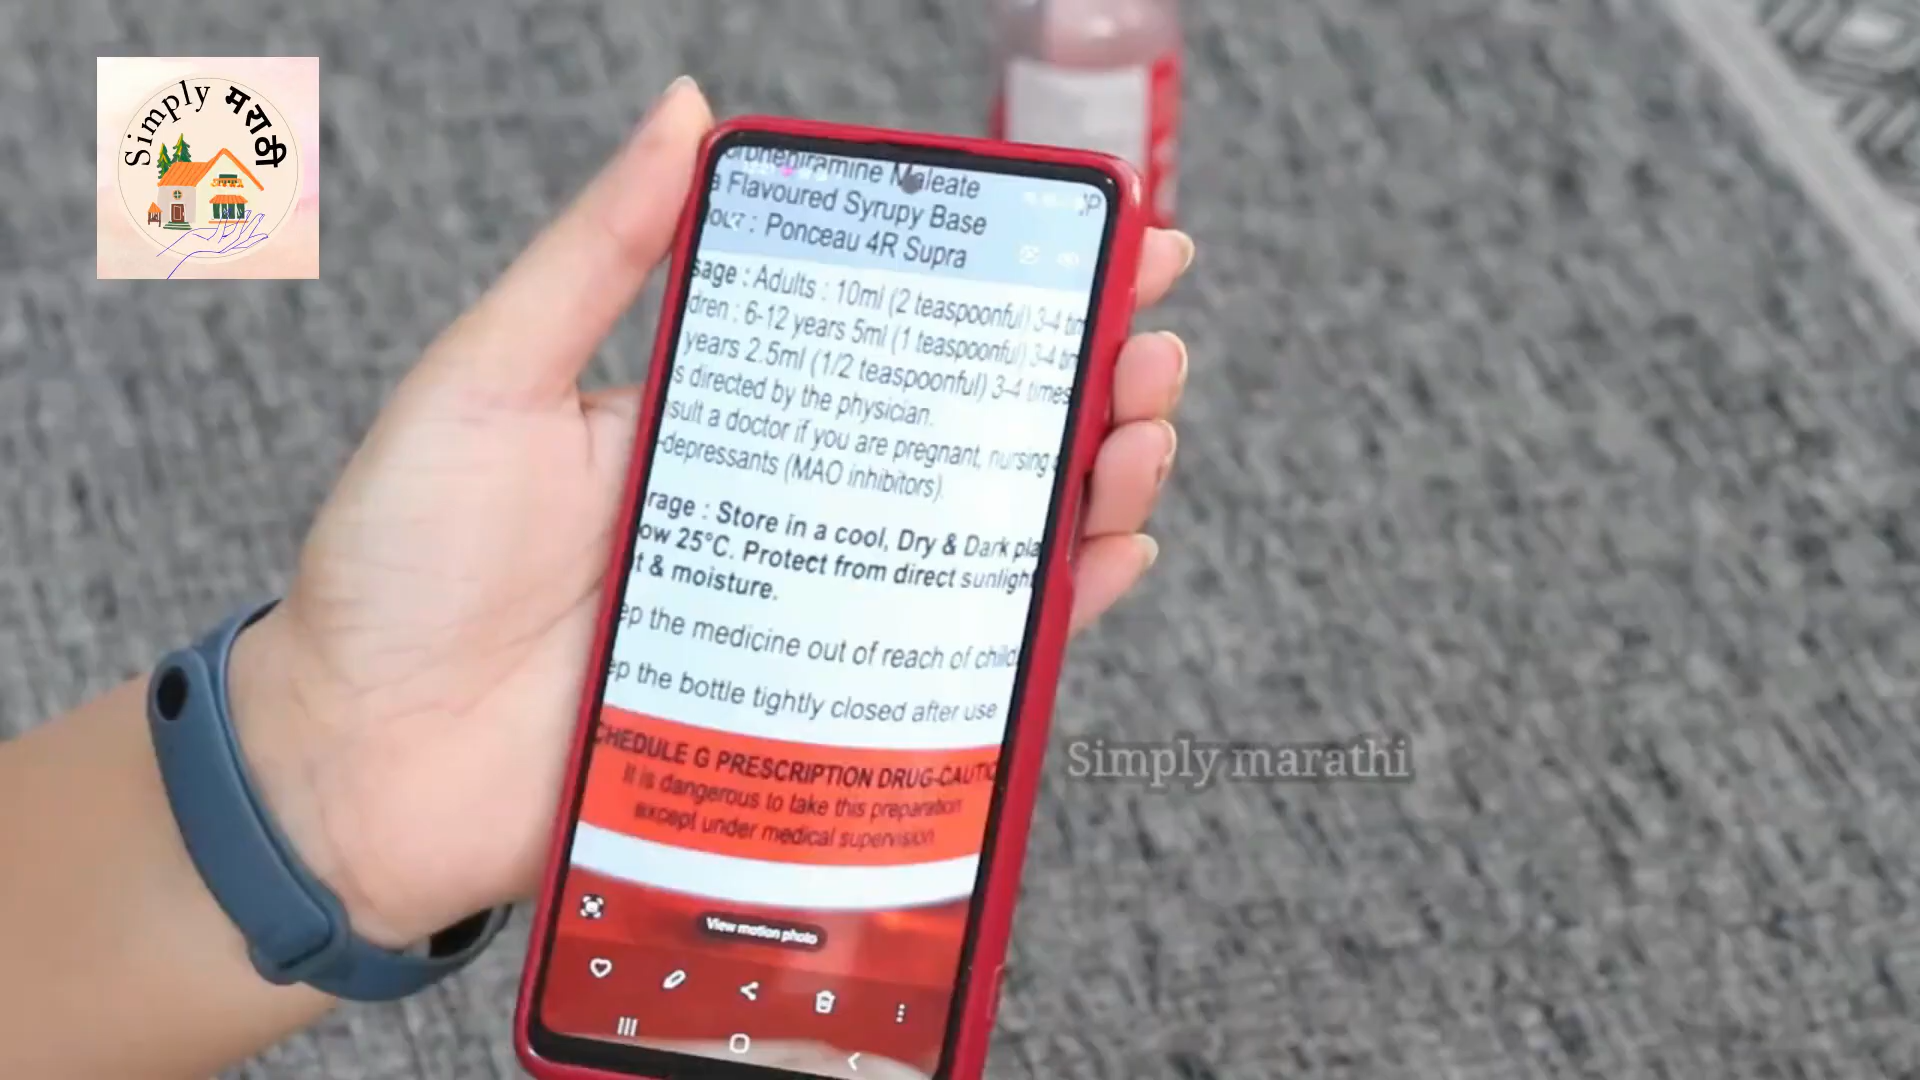 Simply मराठी
Maleate
Flavoured Syrupy Base
: Ponceau 4R Supra
: Adults : 10ml (2 teaspoonful) 3-4
: 6-12 years 5ml (1 teaspoonful) 3-4
years 2.5ml (1/2 teaspoonful) 3-4 times
directed by the physician.
a doctor if you are pregnant, nursing
-depressants (MAO inhibitors).
: Store in a cool, Dry & Dark
25°C. Protect from direct sunlight
& moisture.
the medicine out of reach of
the bottle tightly closed after use
G PRESCRIPTION DRUG-
It is dangerous to take this preparation
except under medical supervision
View motion photo
Simply marathi